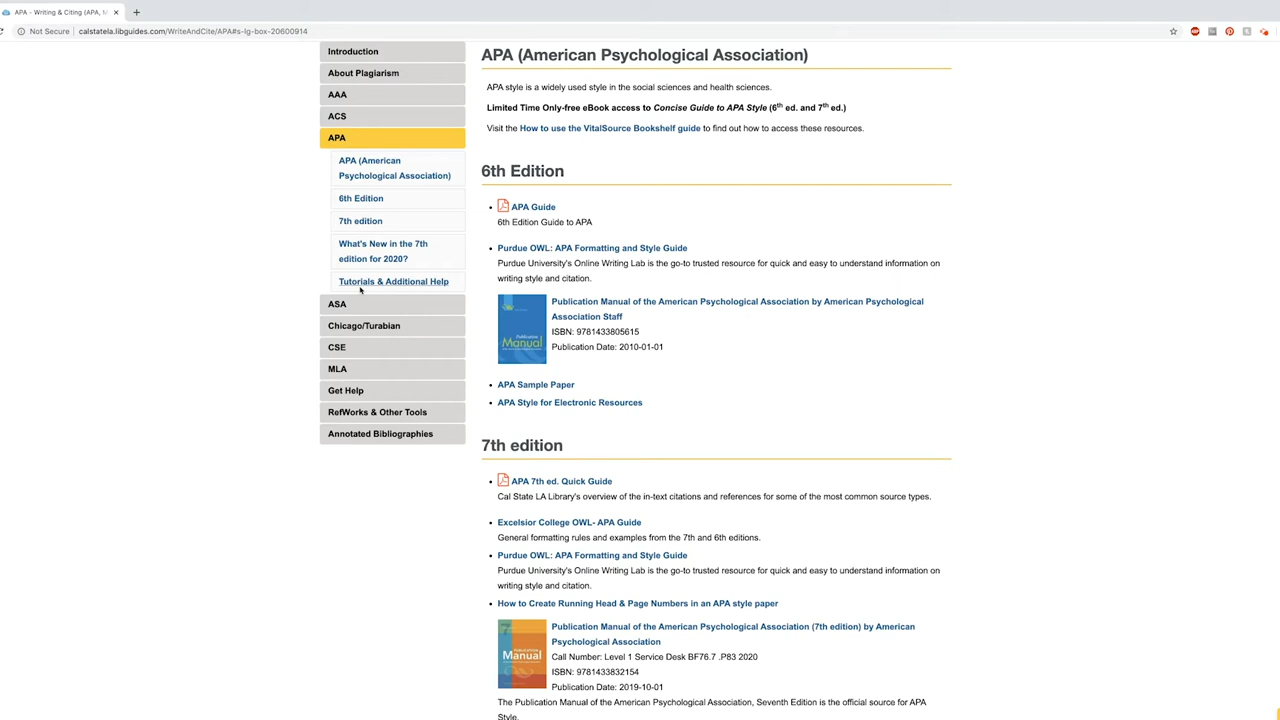 APA - Writing & Citing (APA, M
Not Secure
calstatela.libguides.com/WriteAndCite/APA#s-lg-box-20600914
Introduction
About Plagiarism
AAA
ACS
APA
APA (American
Psychological Association)
6th Edition
7th edition
What's New in the 7th
edition for 2020?
Tutorials & Additional Help
ASA
Chicago/Turabian
CSE
MLA
Get Help
RefWorks & Other Tools
Annotated Bibliographies
APA (American Psychological Association)
APA style is a widely used style in the social sciences and health sciences.
Limited Time Only-free eBook access to Concise Guide to APA Style (6th ed. and 7th ed.)
Visit the How to use the VitalSource Bookshelf guide to find out how to access these resources.
6th Edition
APA Guide
6th Edition Guide to APA
Purdue OWL: APA Formatting and Style Guide
Purdue University's Online Writing Lab is the go-to trusted resource for quick and easy to understand information on
writing style and citation.
Manual
Publication Manual of the American Psychological Association by American Psychological
Association Staff
ISBN: 9781433805615
Publication Date: 2010-01-01
APA Sample Paper
APA Style for Electronic Resources
7th edition
APA 7th ed. Quick Guide
Cal State LA Library's overview of the in-text citations and references for some of the most common source types.
Excelsior College OWL- APA Guide
General formatting rules and examples from the 7th and 6th editions.
Purdue OWL: APA Formatting and Style Guide
Purdue University's Online Writing Lab is the go-to trusted resource for quick and easy to understand information on
writing style and citation.
How to Create Running Head & Page Numbers in an APA style paper
7
PUBLICATION
Manual
Publication Manual of the American Psychological Association (7th edition) by American
Psychological Association
Call Number: Level 1 Service Desk BF76.7 .P83 2020
ISBN: 9781433832154
Publication Date: 2019-10-01
The Publication Manual of the American Psychological Association, Seventh Edition is the official source for APA
Style.